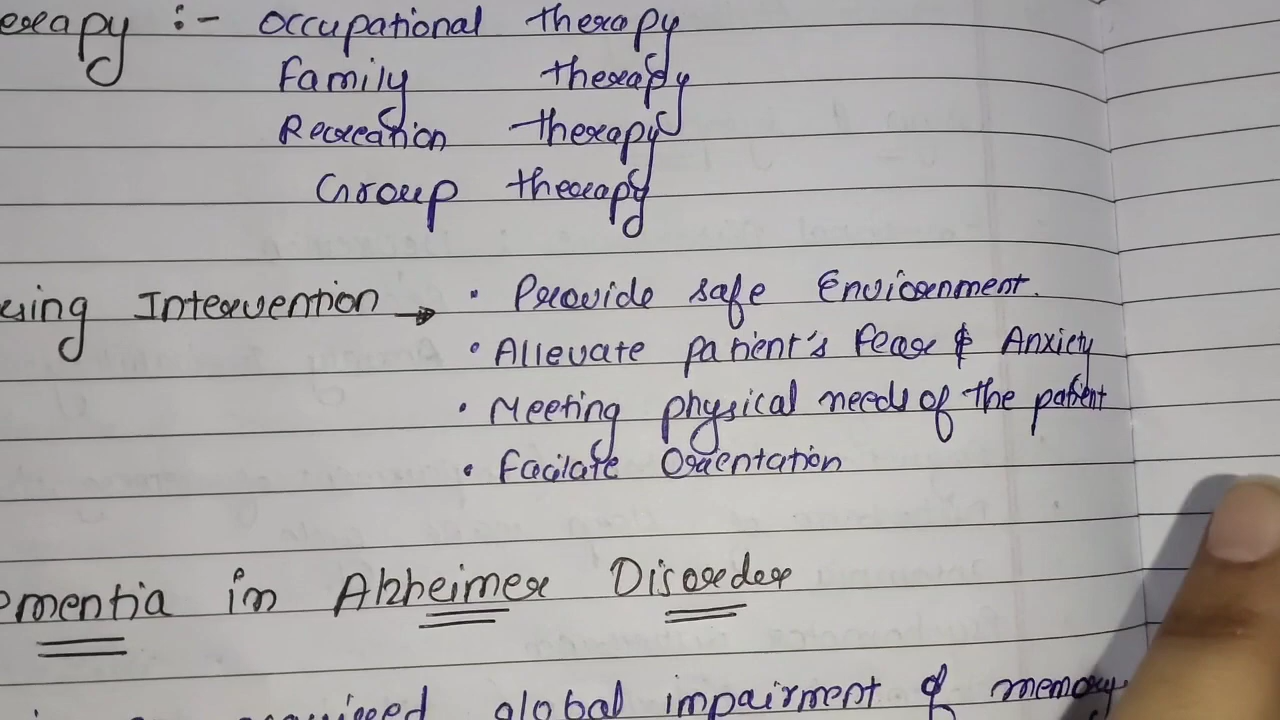 erapy :- Occupational therapy
Family therapy
Recreation therapy
Group therapy
sing Intervention → • Provide safe Environment.
• Allevate patient's fear & Anxiety
• Meeting physical needs of the patient
• Facilate Orientation
ementia in Alzheimer Disorder
global impairment of memory.